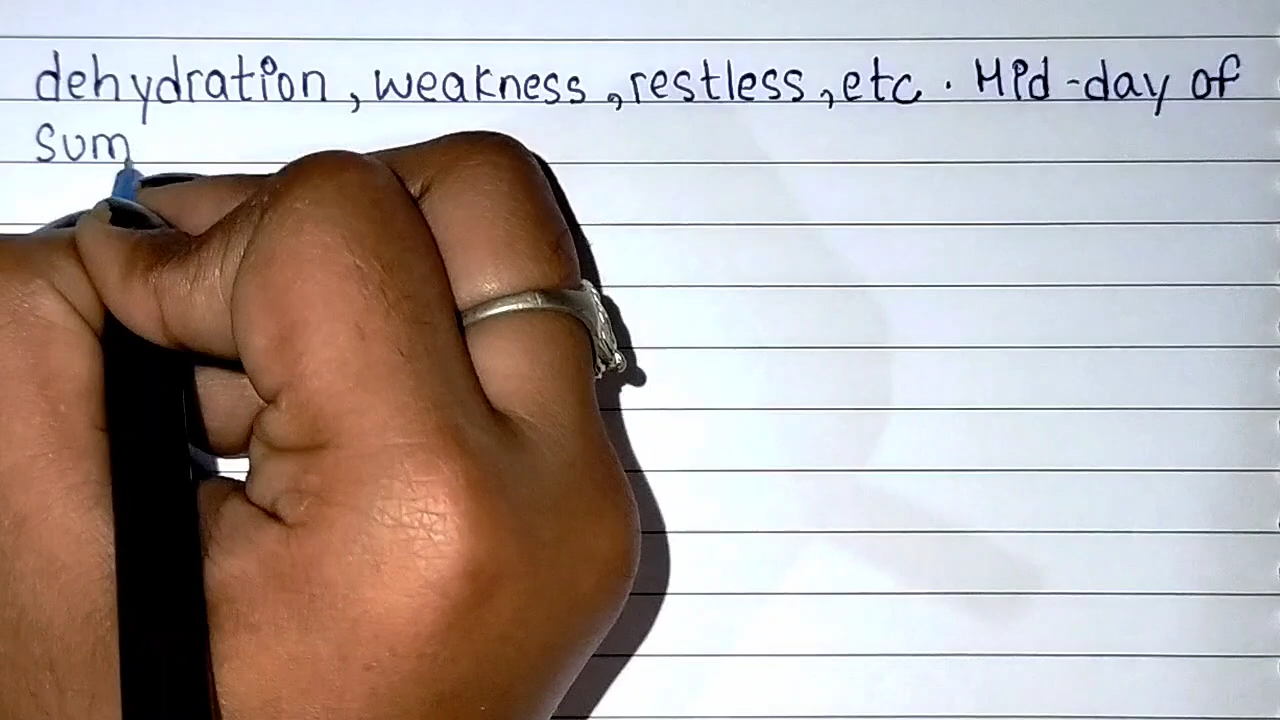 dehydration, weakness, restless, etc. Mid-day of
sum